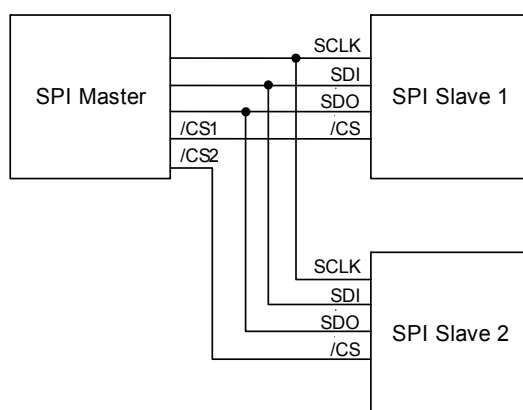 SPI Master
SCLK
SDI
SDO
/CS1
/CS
/CS2
SPI Slave 1
SCLK
SDI
SDO
/CS
SPI Slave 2